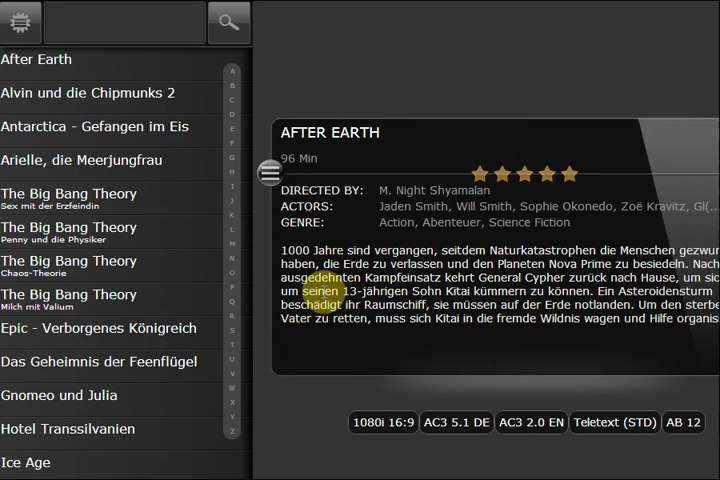 After Earth
Alvin und die Chipmunks 2
Antarctica - Gefangen im Eis
Arielle, die Meerjungfrau
The Big Bang Theory
Sex mit der Erzfeindin
The Big Bang Theory
Penny und die Physiker
The Big Bang Theory
Chaos-Theorie
The Big Bang Theory
Milch mit Valium
Epic - Verborgenes Königreich
Das Geheimnis der Feenflügel
Gnomeo und Julia
Hotel Transsilvanien
Ice Age
A
B
C
D
E
F
G
H
I
J
K
L
M
N
O
P
Q
R
S
T
U
V
W
X
Y
Z
AFTER EARTH
96 Min
DIRECTED BY: M. Night Shyamalan
ACTORS: Jaden Smith, Will Smith, Sophie Okonedo, Zoë Kravitz, Gl(...
GENRE: Action, Abenteuer, Science Fiction
1000 Jahre sind vergangen, seitdem Naturkatastrophen die Menschen gezwun
haben, die Erde zu verlassen und den Planeten Nova Prime zu besiedeln. Nach
ausgedehnten Kampfeinsatz kehrt General Cypher zurück nach Hause, um sic
um seinen 13-jährigen Sohn Kitai kümmern zu können. Ein Asteroidensturm
beschädigt ihr Raumschiff, sie müssen auf der Erde notlanden. Um den sterbe
Vater zu retten, muss sich Kitai in die fremde Wildnis wagen und Hilfe organis
1080i 16:9
AC3 5.1 DE
AC3 2.0 EN
Teletext (STD)
AB 12